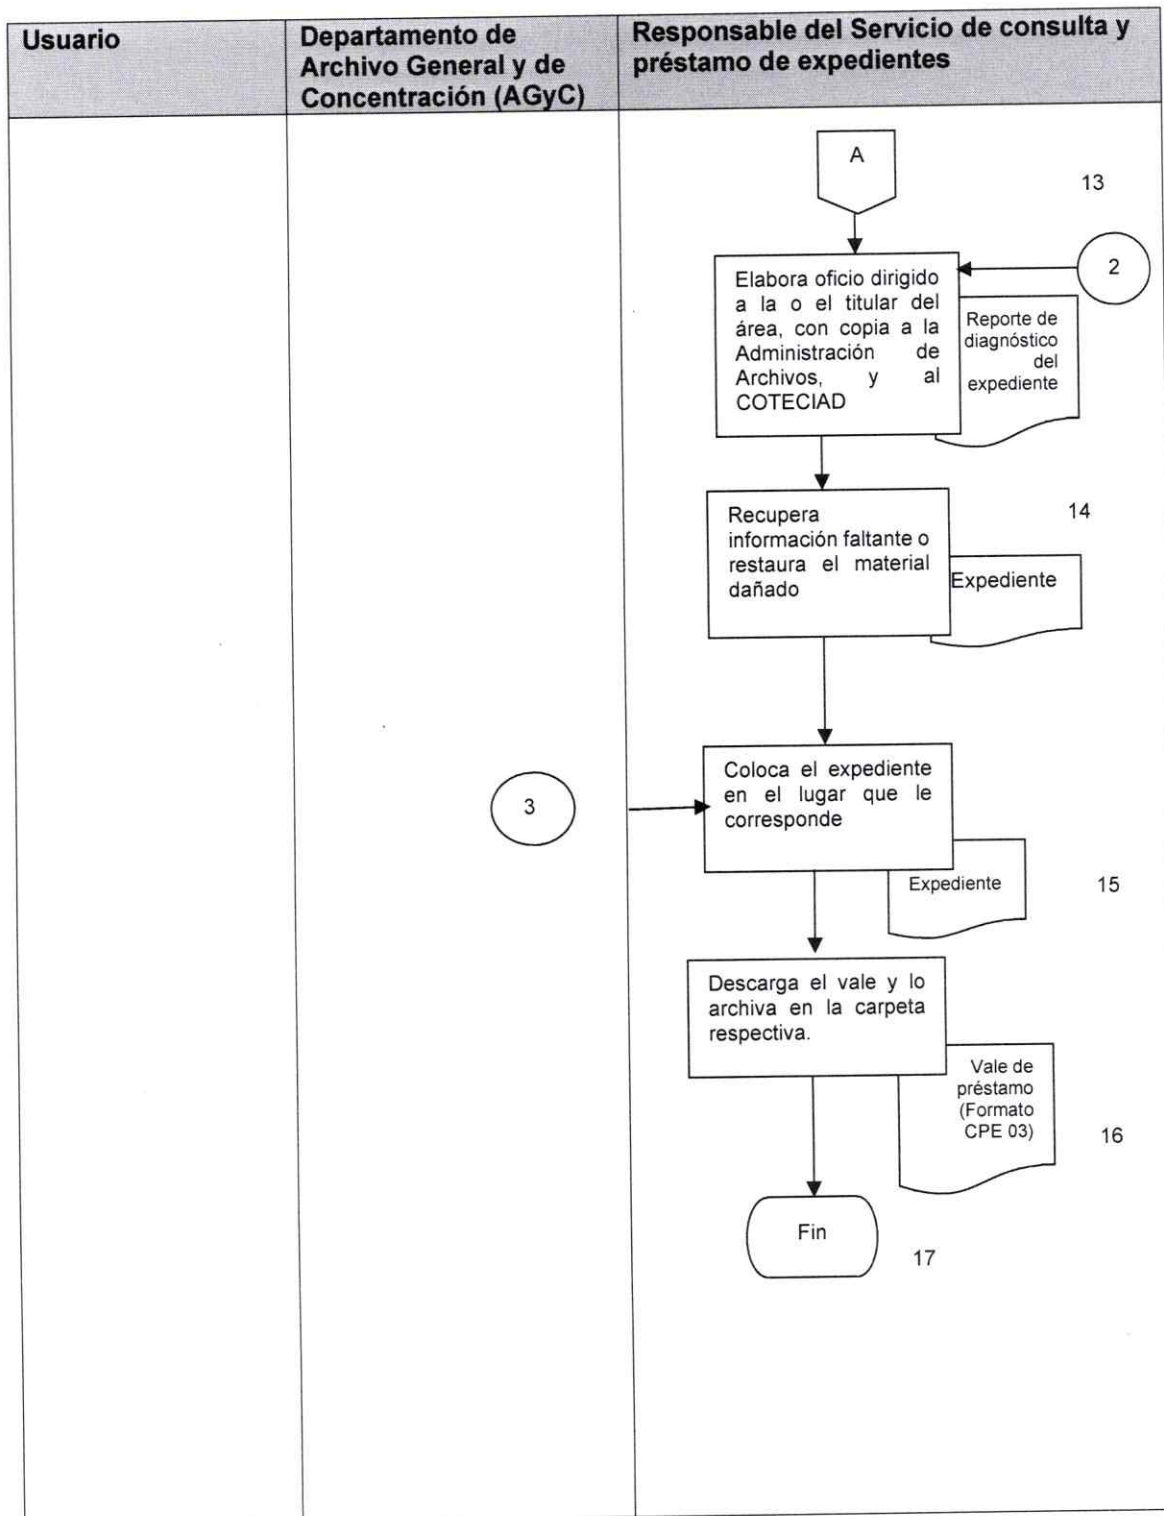 Usuario
Departamento de
Archivo General y de
Concentración (AGyC)
Responsable del Servicio de consulta y
préstamo de expedientes
A
13
2
Elabora oficio dirigido
a la o el titular del
área, con copia a la
Administración de
Archivos, y al
COTECIAD
Reporte de
diagnóstico
del
expediente
14
Recupera
información faltante o
restaura el material
dañado
Expediente
3
Coloca el expediente
en el lugar que le
corresponde
Expediente
15
Descarga el vale y lo
archiva en la carpeta
respectiva.
Vale de
préstamo
(Formato
CPE 03)
16
Fin
17